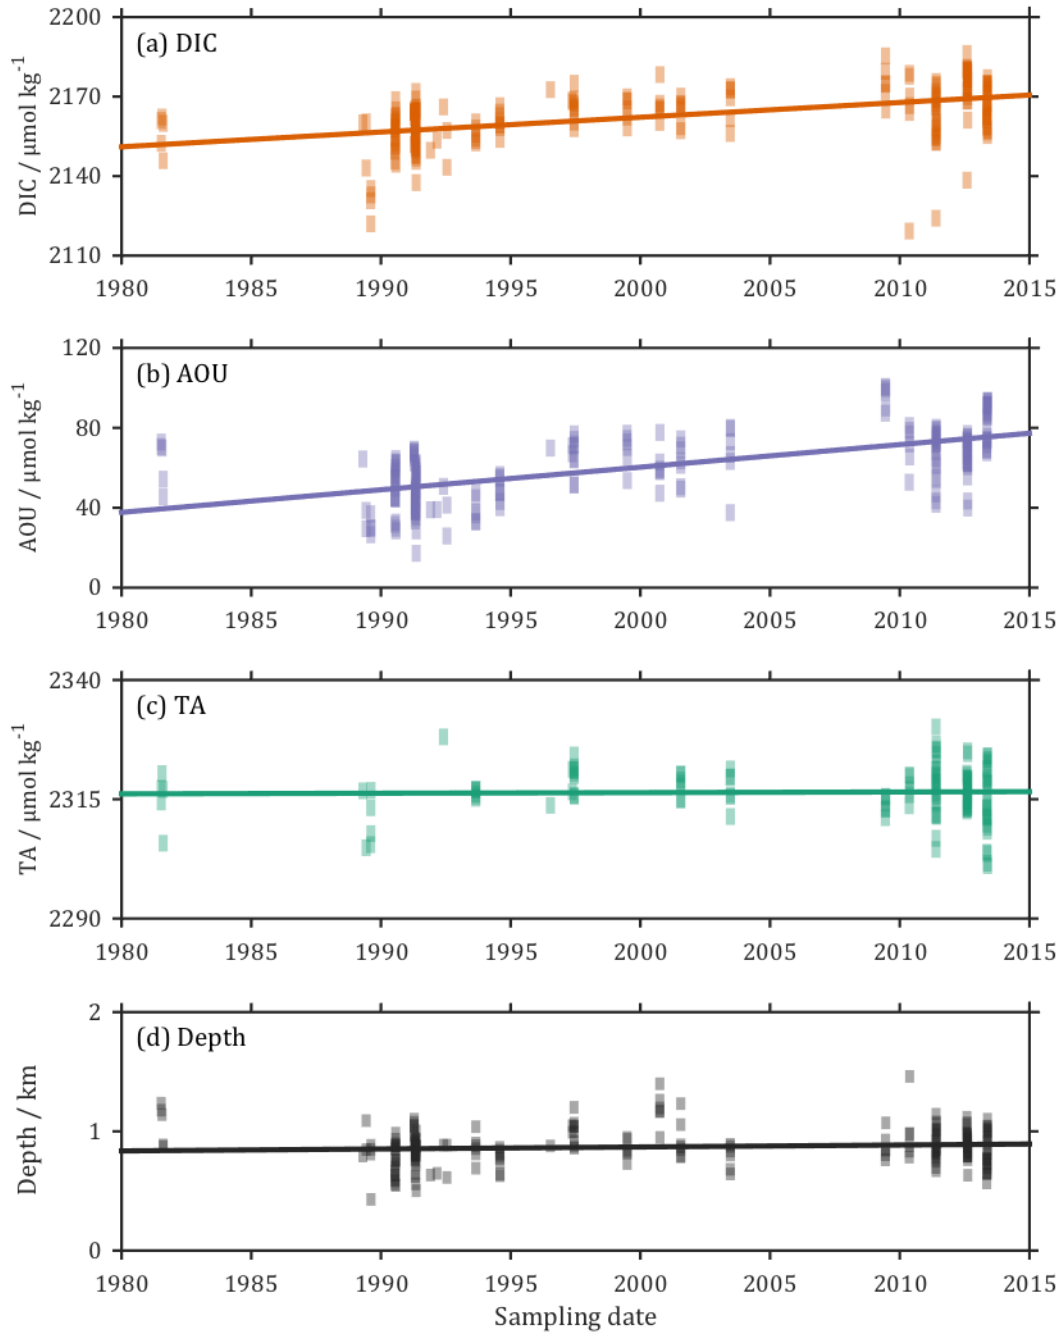 2200
(a) DIC
2170
2140
2110
DIC / μmol kg⁻¹
1980 1985 1990 1995 2000 2005 2010 2015
120
(b) AOU
80
40
0
AOU / μmol kg⁻¹
1980 1985 1990 1995 2000 2005 2010 2015
2340
(c) TA
2315
2290
TA / μmol kg⁻¹
1980 1985 1990 1995 2000 2005 2010 2015
2
(d) Depth
1
0
Depth / km
1980 1985 1990 1995 2000 2005 2010 2015
Sampling date